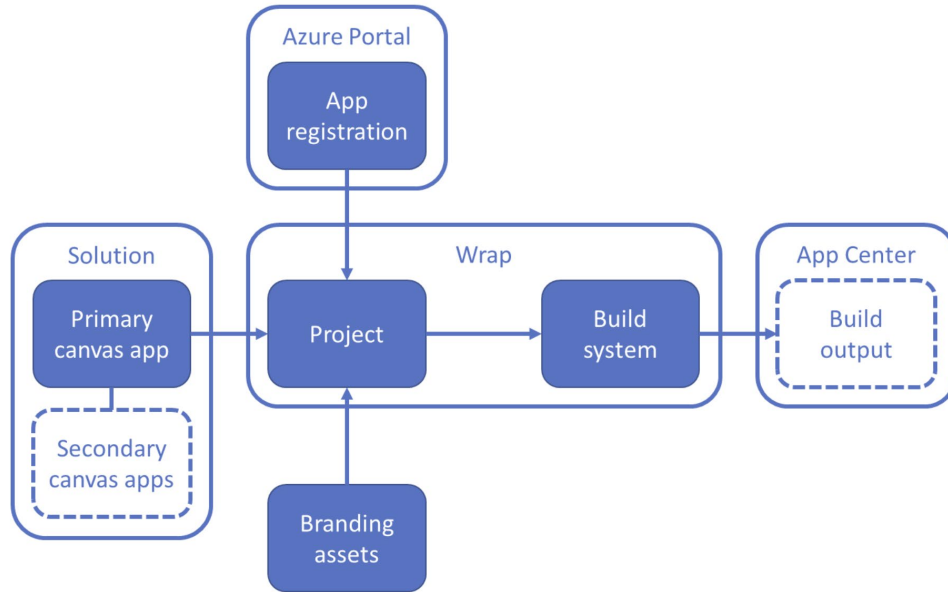 Azure Portal
App
registration
Solution
Primary
canvas app
Secondary
canvas apps
Wrap
Project
Build
system
App Center
Build
output
Branding
assets